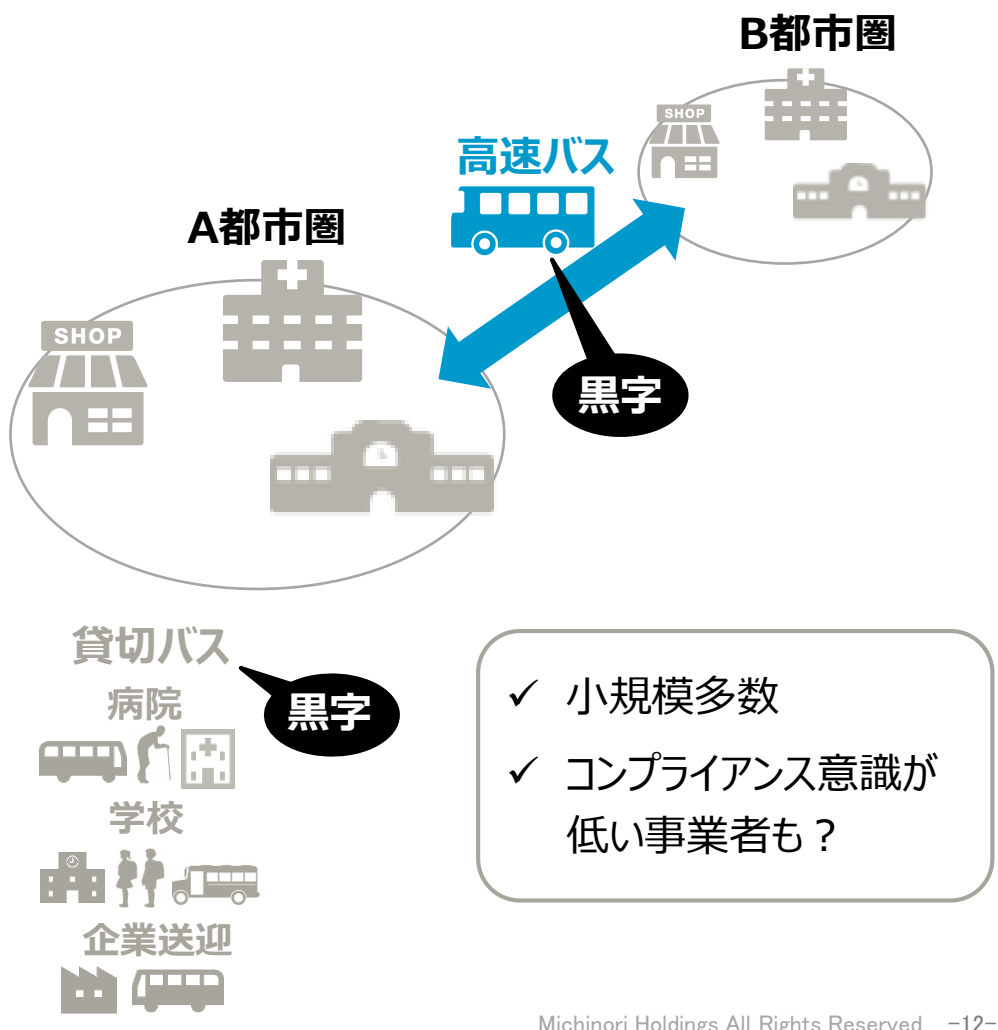 B都市圏
SHOP
高速バス
A都市圏
SHOP
黒字
貸切バス
黒字
病院
学校
企業送迎
✓ 小規模多数
✓ コンプライアンス意識が
低い事業者も？
Michinori Holdings All Rights Reserved -12-